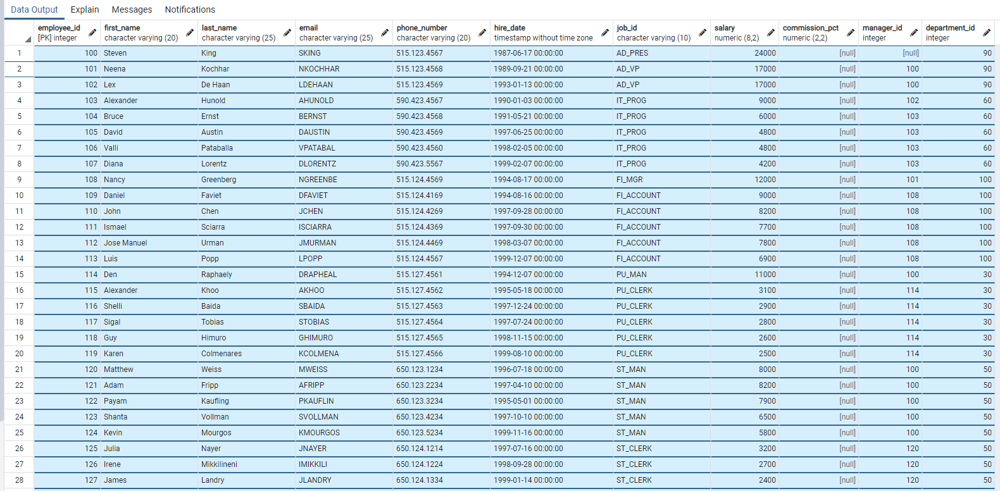 Data Output Explain Messages Notifications
employee_id first_name last_name email phone_number hire_date job_id salary commission_pct manager_id department_id
[PK] integer character varying (20) character varying (25) character varying (25) character varying (20) timestamp without time zone character varying (10) numeric (8,2) numeric (2,2) integer integer
1 100 Steven King SKING 515.123.4567 1987-06-17 00:00:00 AD_PRES 24000 [null] [null] 90
2 101 Neena Kochhar NKOCHHAR 515.123.4568 1989-09-21 00:00:00 AD_VP 17000 [null] 100 90
3 102 Lex De Haan LDEHAAN 515.123.4569 1993-01-13 00:00:00 AD_VP 17000 [null] 100 90
4 103 Alexander Hunold AHUNOLD 590.423.4567 1990-01-03 00:00:00 IT_PROG 9000 [null] 102 60
5 104 Bruce Ernst BERNST 590.423.4568 1991-05-21 00:00:00 IT_PROG 6000 [null] 103 60
6 105 David Austin DAUSTIN 590.423.4569 1997-06-25 00:00:00 IT_PROG 4800 [null] 103 60
7 106 Valli Pataballa VPATABAL 590.423.4560 1998-02-05 00:00:00 IT_PROG 4800 [null] 103 60
8 107 Diana Lorentz DLORENTZ 590.423.5567 1999-02-07 00:00:00 IT_PROG 4200 [null] 103 60
9 108 Nancy Greenberg NGREENBE 515.124.4569 1994-08-17 00:00:00 FI_MGR 12000 [null] 101 100
10 109 Daniel Faviet DFAVIET 515.124.4169 1994-08-16 00:00:00 FI_ACCOUNT 9000 [null] 108 100
11 110 John Chen JCHEN 515.124.4269 1997-09-28 00:00:00 FI_ACCOUNT 8200 [null] 108 100
12 111 Ismael Sciarra ISCIARRA 515.124.4369 1997-09-30 00:00:00 FI_ACCOUNT 7700 [null] 108 100
13 112 Jose Manuel Urman JMURMAN 515.124.4469 1998-03-07 00:00:00 FI_ACCOUNT 7800 [null] 108 100
14 113 Luis Popp LPOPP 515.124.4567 1999-12-07 00:00:00 FI_ACCOUNT 6900 [null] 108 100
15 114 Den Raphaely DRAPHEAL 515.127.4561 1994-12-07 00:00:00 PU_MAN 11000 [null] 100 30
16 115 Alexander Khoo AKHOO 515.127.4562 1995-05-18 00:00:00 PU_CLERK 3100 [null] 114 30
17 116 Shelli Baida SBAIDA 515.127.4563 1997-12-24 00:00:00 PU_CLERK 2900 [null] 114 30
18 117 Sigal Tobias STOBIAS 515.127.4564 1997-07-24 00:00:00 PU_CLERK 2800 [null] 114 30
19 118 Guy Himuro GHIMURO 515.127.4565 1998-11-15 00:00:00 PU_CLERK 2600 [null] 114 30
20 119 Karen Colmenares KCOLMENA 515.127.4566 1999-08-10 00:00:00 PU_CLERK 2500 [null] 114 30
21 120 Matthew Weiss MWEISS 650.123.1234 1996-07-18 00:00:00 ST_MAN 8000 [null] 100 50
22 121 Adam Fripp AFRIPP 650.123.2234 1997-04-10 00:00:00 ST_MAN 8200 [null] 100 50
23 122 Payam Kaufling PKAUFLIN 650.123.3234 1995-05-01 00:00:00 ST_MAN 7900 [null] 100 50
24 123 Shanta Vollman SVOLLMAN 650.123.4234 1997-10-10 00:00:00 ST_MAN 6500 [null] 100 50
25 124 Kevin Mourgos KMOURGOS 650.123.5234 1999-11-16 00:00:00 ST_MAN 5800 [null] 100 50
26 125 Julia Nayer JNAYER 650.124.1214 1997-07-16 00:00:00 ST_CLERK 3200 [null] 120 50
27 126 Irene Mikkilineni IMIKKILI 650.124.1224 1998-09-28 00:00:00 ST_CLERK 2700 [null] 120 50
28 127 James Landry JLANDRY 650.124.1334 1999-01-14 00:00:00 ST_CLERK 2400 [null] 120 50